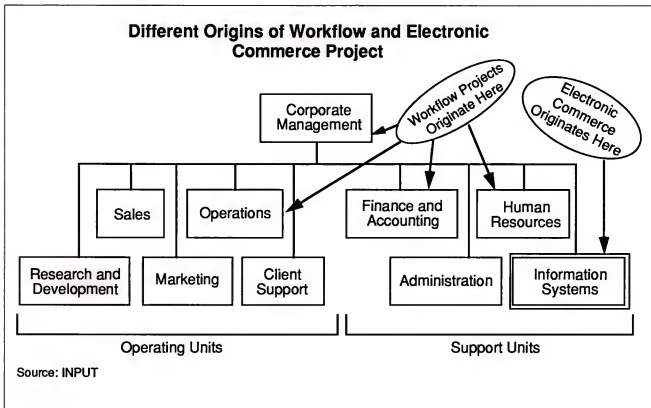 Different Origins of Workflow and Electronic
Commerce Project
Corporate
Management
Workflow Projects
Originate Here
Electronic
Commerce
Originates Here
Sales
Operations
Finance and
Accounting
Human
Resources
Research and
Development
Marketing
Client
Support
Administration
Information
Systems
Operating Units
Support Units
Source: INPUT